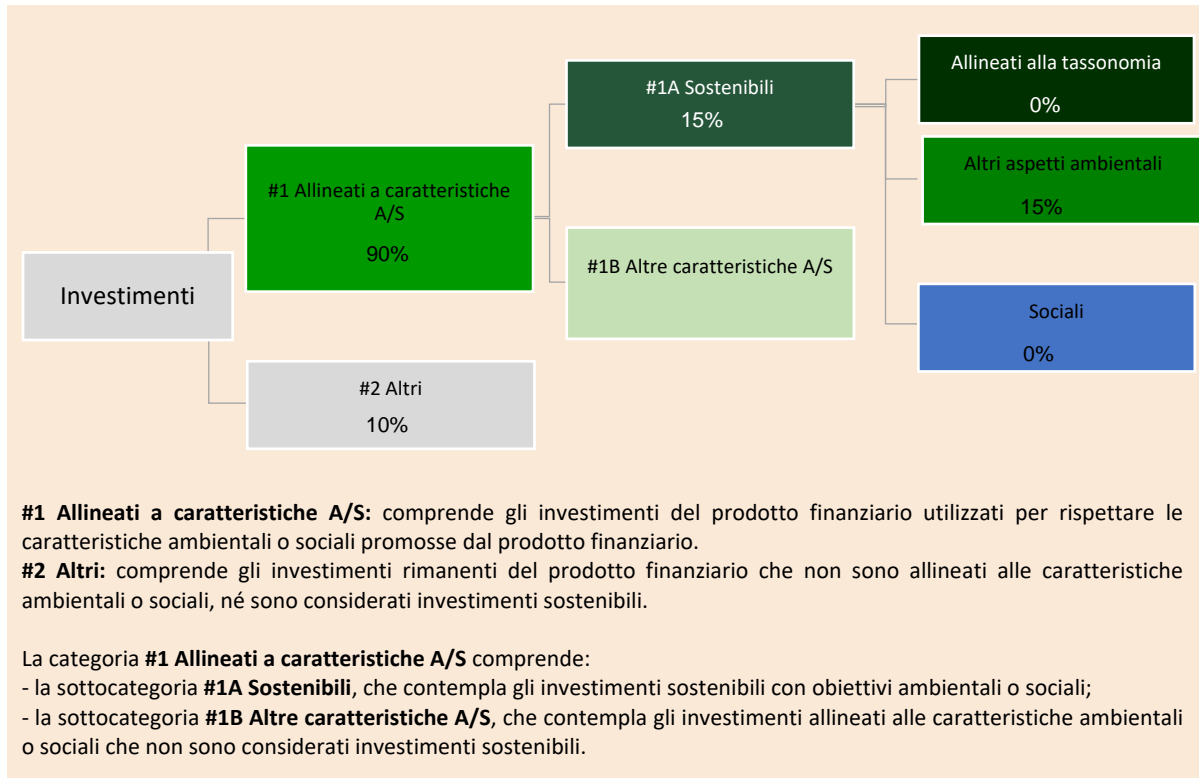 Investimenti
#1 Allineati a caratteristiche
A/S
90%
#2 Altri
10%
#1A Sostenibili
15%
#1B Altre caratteristiche A/S
Allineati alla tassonomia
0%
Altri aspetti ambientali
15%
Sociali
0%
#1 Allineati a caratteristiche A/S: comprende gli investimenti del prodotto finanziario utilizzati per rispettare le
caratteristiche ambientali o sociali promosse dal prodotto finanziario.
#2 Altri: comprende gli investimenti rimanenti del prodotto finanziario che non sono allineati alle caratteristiche
ambientali o sociali, né sono considerati investimenti sostenibili.
La categoria #1 Allineati a caratteristiche A/S comprende:
- la sottocategoria #1A Sostenibili, che contempla gli investimenti sostenibili con obiettivi ambientali o sociali;
- la sottocategoria #1B Altre caratteristiche A/S, che contempla gli investimenti allineati alle caratteristiche ambientali
o sociali che non sono considerati investimenti sostenibili.